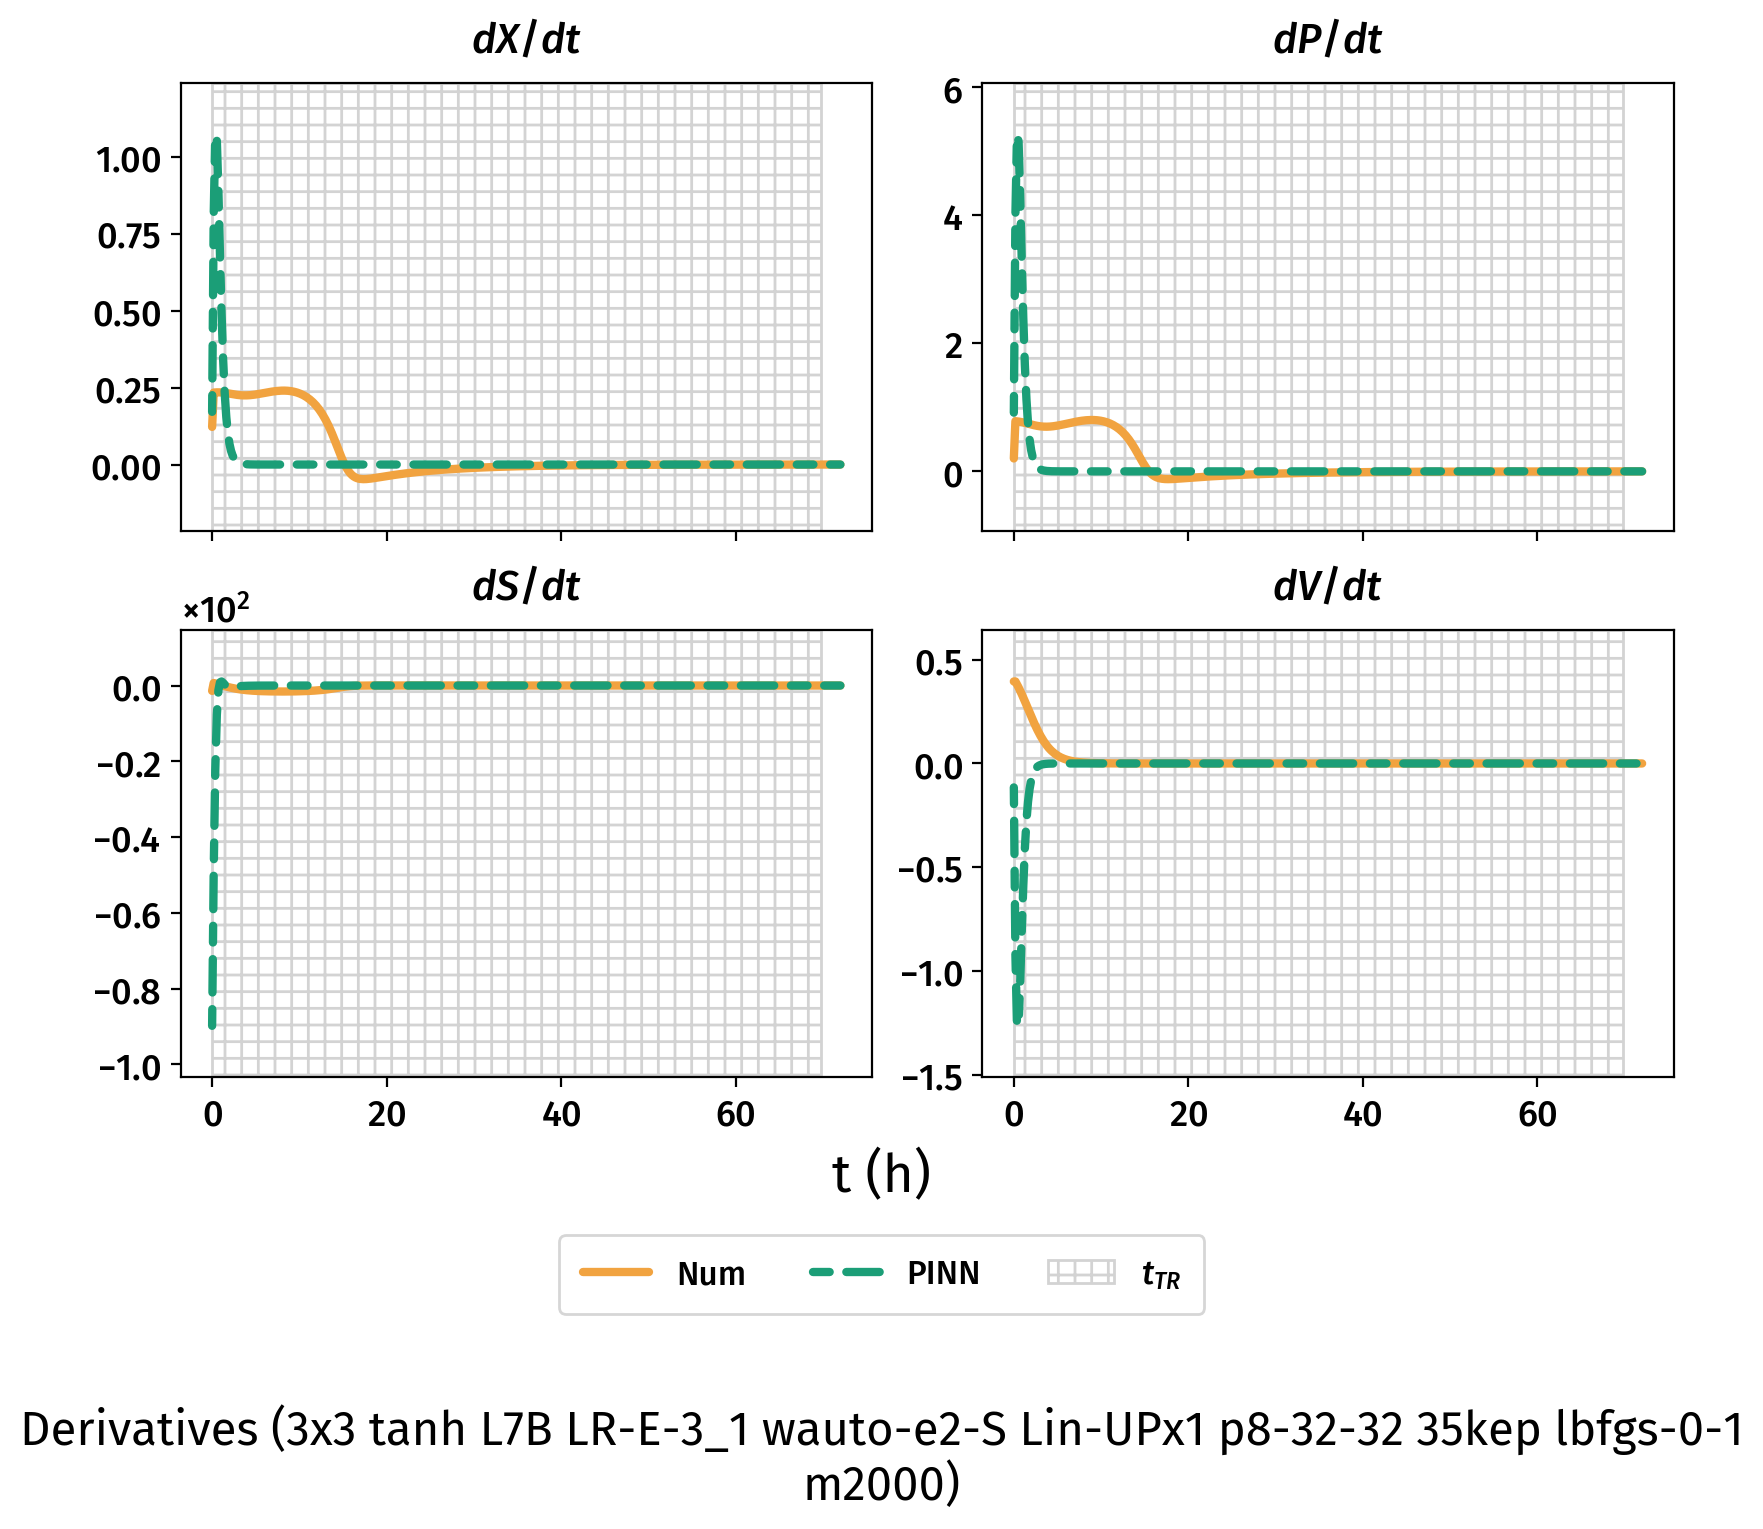 dX/dt
dP/dt
1.00
0.75
0.50
0.25
0.00
6
4
2
0
dS/dt
dV/dt
×10²
0.0
−0.2
−0.4
−0.6
−0.8
−1.0
0.5
0.0
−0.5
−1.0
−1.5
0 20 40 60
0 20 40 60
t (h)
Num PINN t_TR
Derivatives (3x3 tanh L7B LR-E-3_1 wauto-e2-S Lin-UPx1 p8-32-32 35kep lbfgs-0-1
m2000)